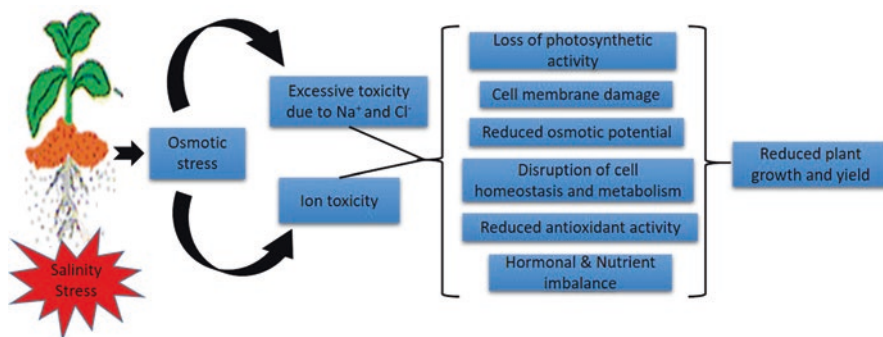 Salinity
Stress
Osmotic
stress
Excessive toxicity
due to Na⁺ and Cl⁻
Ion toxicity
Loss of photosynthetic
activity
Cell membrane damage
Reduced osmotic potential
Disruption of cell
homeostasis and metabolism
Reduced antioxidant activity
Hormonal & Nutrient
imbalance
Reduced plant
growth and yield